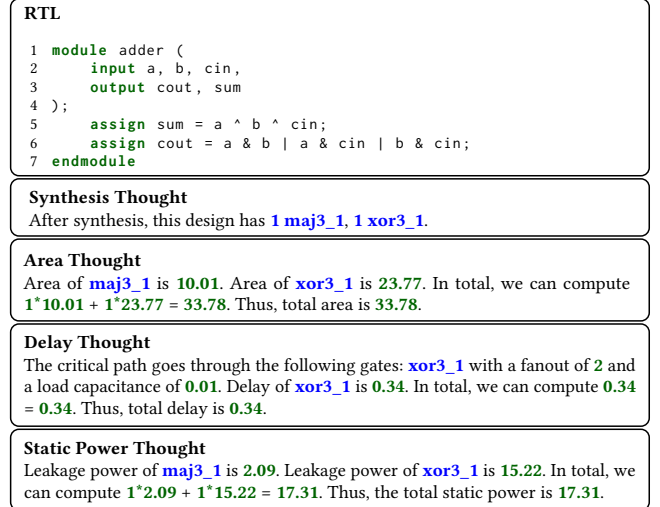 RTL
1 module adder (
2     input a, b, cin,
3     output cout, sum
4 );
5     assign sum = a ^ b ^ cin;
6     assign cout = a & b | a & cin | b & cin;
7 endmodule
Synthesis Thought
After synthesis, this design has 1 maj3_1, 1 xor3_1.
Area Thought
Area of maj3_1 is 10.01. Area of xor3_1 is 23.77. In total, we can compute
1*10.01 + 1*23.77 = 33.78. Thus, total area is 33.78.
Delay Thought
The critical path goes through the following gates: xor3_1 with a fanout of 2 and
a load capacitance of 0.01. Delay of xor3_1 is 0.34. In total, we can compute 0.34
= 0.34. Thus, total delay is 0.34.
Static Power Thought
Leakage power of maj3_1 is 2.09. Leakage power of xor3_1 is 15.22. In total, we
can compute 1*2.09 + 1*15.22 = 17.31. Thus, the total static power is 17.31.